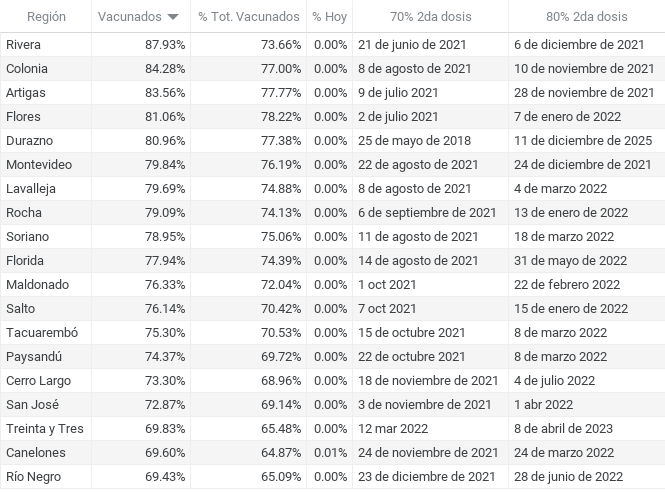 Región Vacunados % Tot. Vacunados % Hoy 70% 2da dosis 80% 2da dosis
Rivera 87.93% 73.66% 0.00% 21 de junio de 2021 6 de diciembre de 2021
Colonia 84.28% 77.00% 0.00% 8 de agosto de 2021 10 de noviembre de 2021
Artigas 83.56% 77.77% 0.00% 9 de julio 2021 28 de noviembre de 2021
Flores 81.06% 78.22% 0.00% 2 de julio 2021 7 de enero de 2022
Durazno 80.96% 77.38% 0.00% 25 de mayo de 2018 11 de diciembre de 2025
Montevideo 79.84% 76.19% 0.00% 22 de agosto de 2021 24 de diciembre de 2021
Lavalleja 79.69% 74.88% 0.00% 8 de agosto de 2021 4 de marzo 2022
Rocha 79.09% 74.13% 0.00% 6 de septiembre de 2021 13 de enero de 2022
Soriano 78.95% 75.06% 0.00% 11 de agosto de 2021 18 de marzo 2022
Florida 77.94% 74.39% 0.00% 14 de agosto de 2021 31 de mayo de 2022
Maldonado 76.33% 72.04% 0.00% 1 oct 2021 22 de febrero de 2022
Salto 76.14% 70.42% 0.00% 7 oct 2021 15 de enero de 2022
Tacuarembó 75.30% 70.53% 0.00% 15 de octubre de 2021 8 de marzo 2022
Paysandú 74.37% 69.72% 0.00% 22 de octubre de 2021 8 de marzo 2022
Cerro Largo 73.30% 68.96% 0.00% 18 de noviembre de 2021 4 de julio 2022
San José 72.87% 69.14% 0.00% 3 de noviembre de 2021 1 abr 2022
Treinta y Tres 69.83% 65.48% 0.00% 12 mar 2022 8 de abril de 2023
Canelones 69.60% 64.87% 0.01% 24 de noviembre de 2021 24 de marzo 2022
Río Negro 69.43% 65.09% 0.00% 23 de diciembre de 2021 28 de junio de 2022